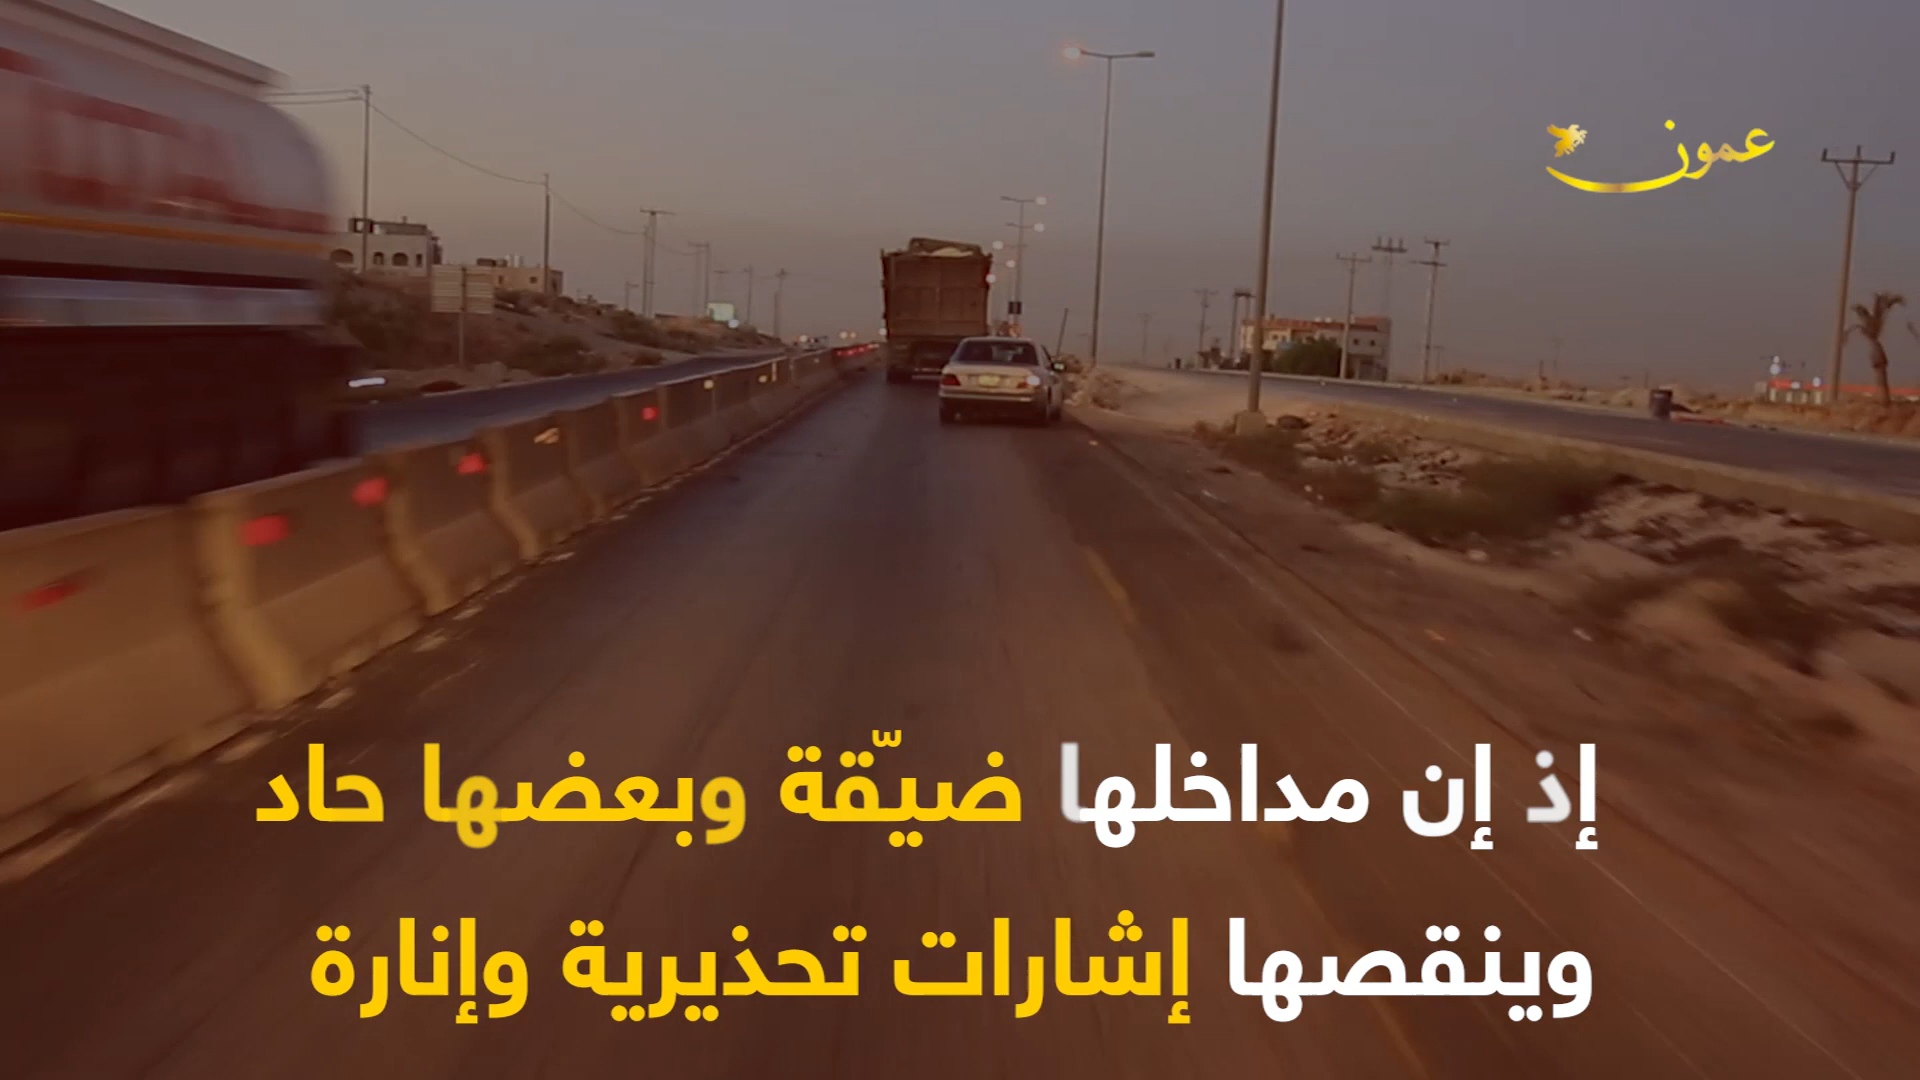 عمون
إذ إن مداخلها ضيّقة وبعضها حاد
وينقصها إشارات تحذيرية وإنارة